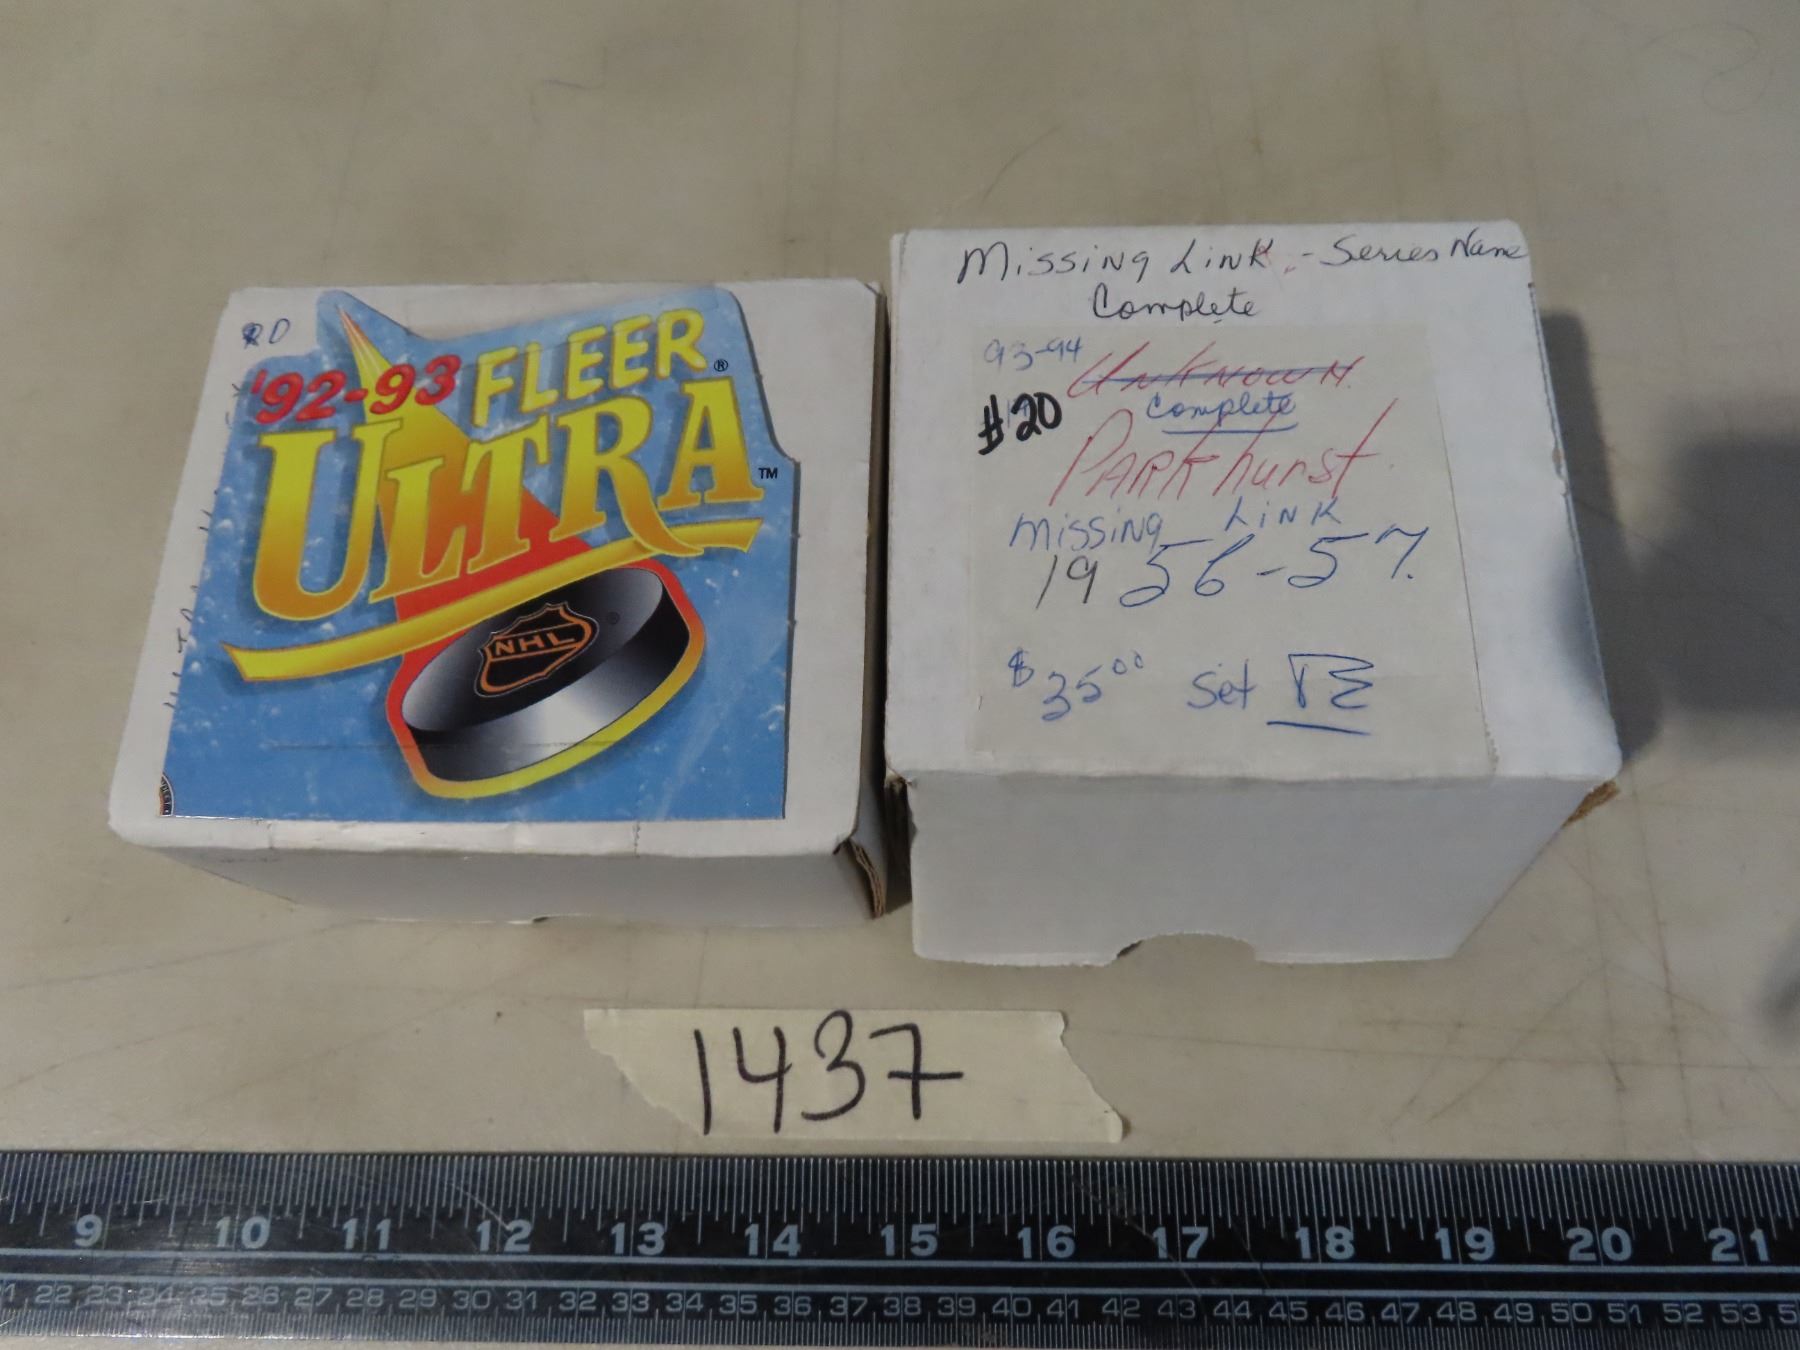 RD
'92-93 FLEER ®
ULTRA ™
NHL ®
Missing Link - Series Name
Complete
93-94
Unknown
#20
Complete
Parkhurst
Missing Link
1956-57.
$35.00 Set
1437
9 10 11 12 13 14 15 16 17 18 19 20 21
22 23 24 25 26 27 28 29 30 31 32 33 34 35 36 37 38 39 40 41 42 43 44 45 46 47 48 49 50 51 52 53